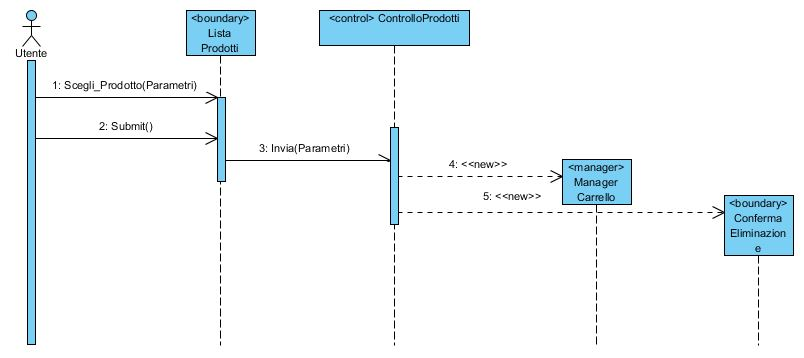 <boundary>
Lista
Prodotti
<control> ControlloProdotti
Utente
1: Scegli_Prodotto(Parametri)
2: Submit()
3: Invia(Parametri)
4: <<new>>
<manager>
Manager
Carrello
5: <<new>>
<boundary>
Conferma
Eliminazion
e